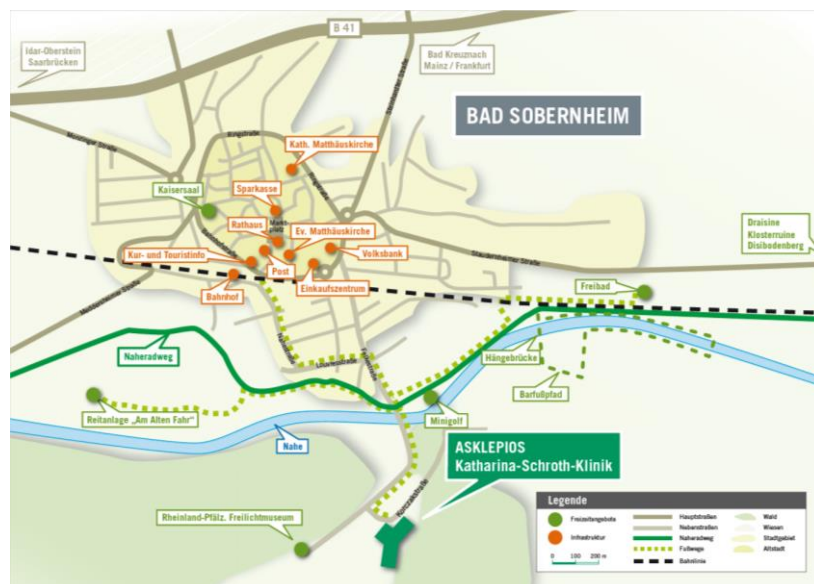 B 41
Idar-Oberstein
Saarbrücken
Bad Kreuznach
Mainz / Frankfurt
BAD SOBERNHEIM
Ringstraße
Kath. Matthäuskirche
Kaisersaal
Sparkasse
Rathaus
Markt-
platz
Ev. Matthäuskirche
Kur- und Touristinfo
Volksbank
Staudernheimer Straße
Draisine
Klosterruine
Disibodenberg
Post
Bahnhof
Einkaufszentrum
Freibad
Naheradweg
Hängebrücke
Barfußpfad
Reitanlage „Am Alten Fahr“
Minigolf
Nahe
ASKLEPIOS
Katharina-Schroth-Klinik
Rheinland-Pfälz. Freilichtmuseum
Legende
Freizeitangebote
Infrastruktur
0 100 200 m
Hauptstraßen
Nebenstraßen
Naheradweg
Fußwege
Bahnlinie
Wald
Wiesen
Stadtgebiet
Altstadt